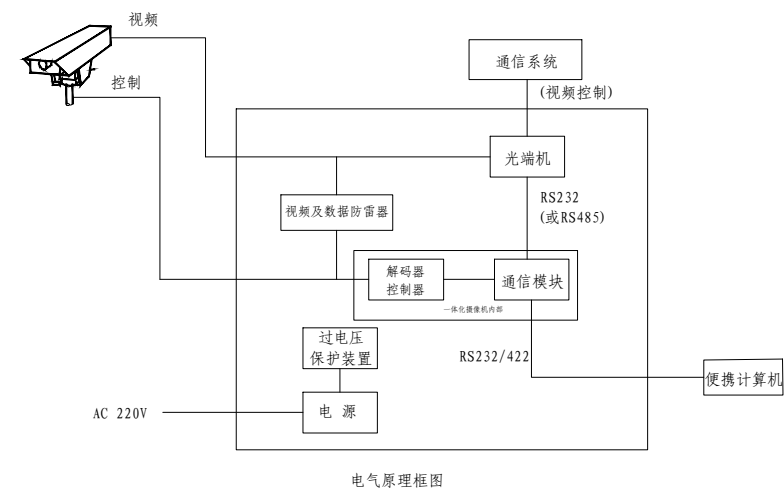 视频
控制
通信系统
(视频控制)
光端机
RS232
(或RS485)
视频及数据防雷器
解码器
控制器
通信模块
一体化摄像机内部
过电压
保护装置
RS232/422
便携计算机
AC 220V
电 源
电气原理框图